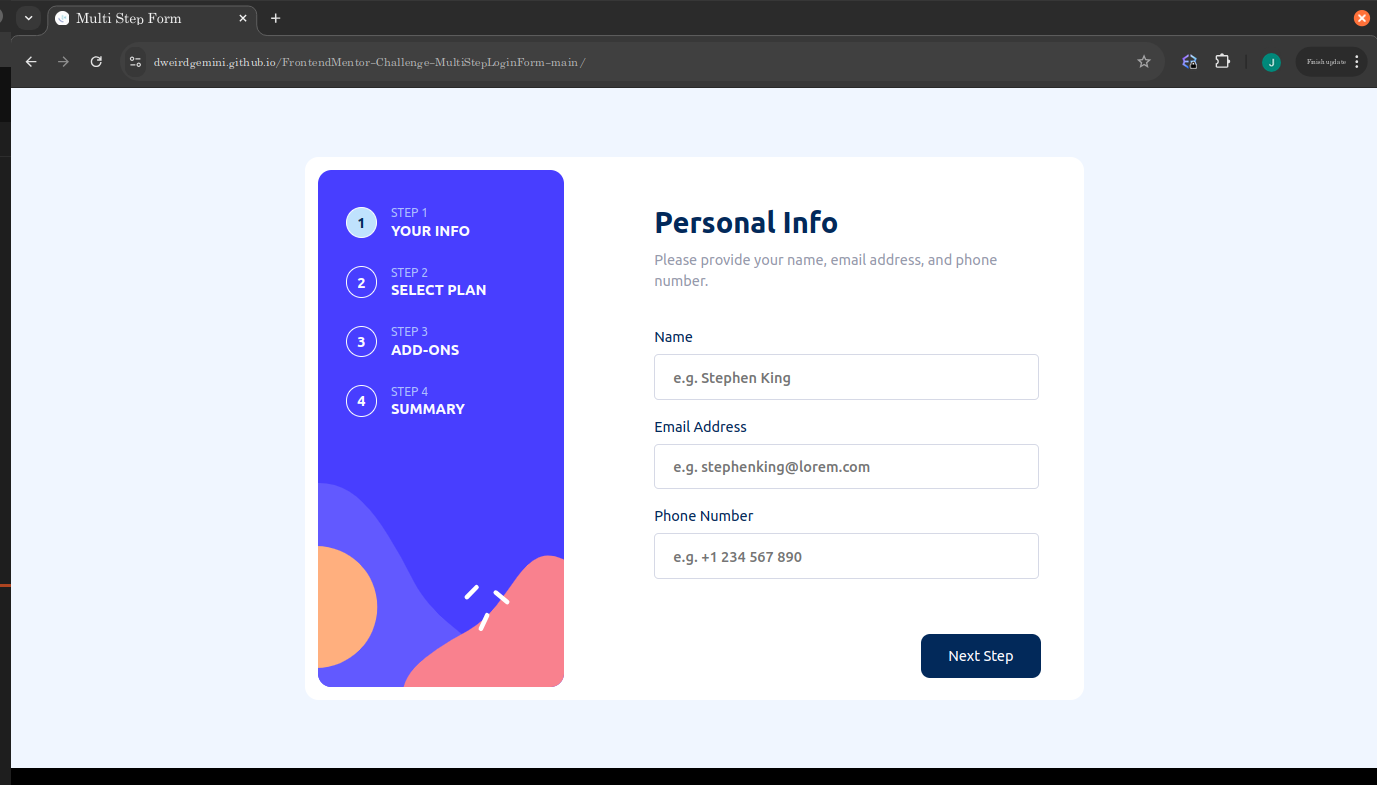 Multi Step Form
dweirdgemini.github.io/FrontendMentor-Challenge-MultiStepLoginForm-main/
J
Finish update
1
STEP 1
YOUR INFO
2
STEP 2
SELECT PLAN
3
STEP 3
ADD-ONS
4
STEP 4
SUMMARY
Personal Info
Please provide your name, email address, and phone
number.
Name
e.g. Stephen King
Email Address
e.g. stephenking@lorem.com
Phone Number
e.g. +1 234 567 890
Next Step